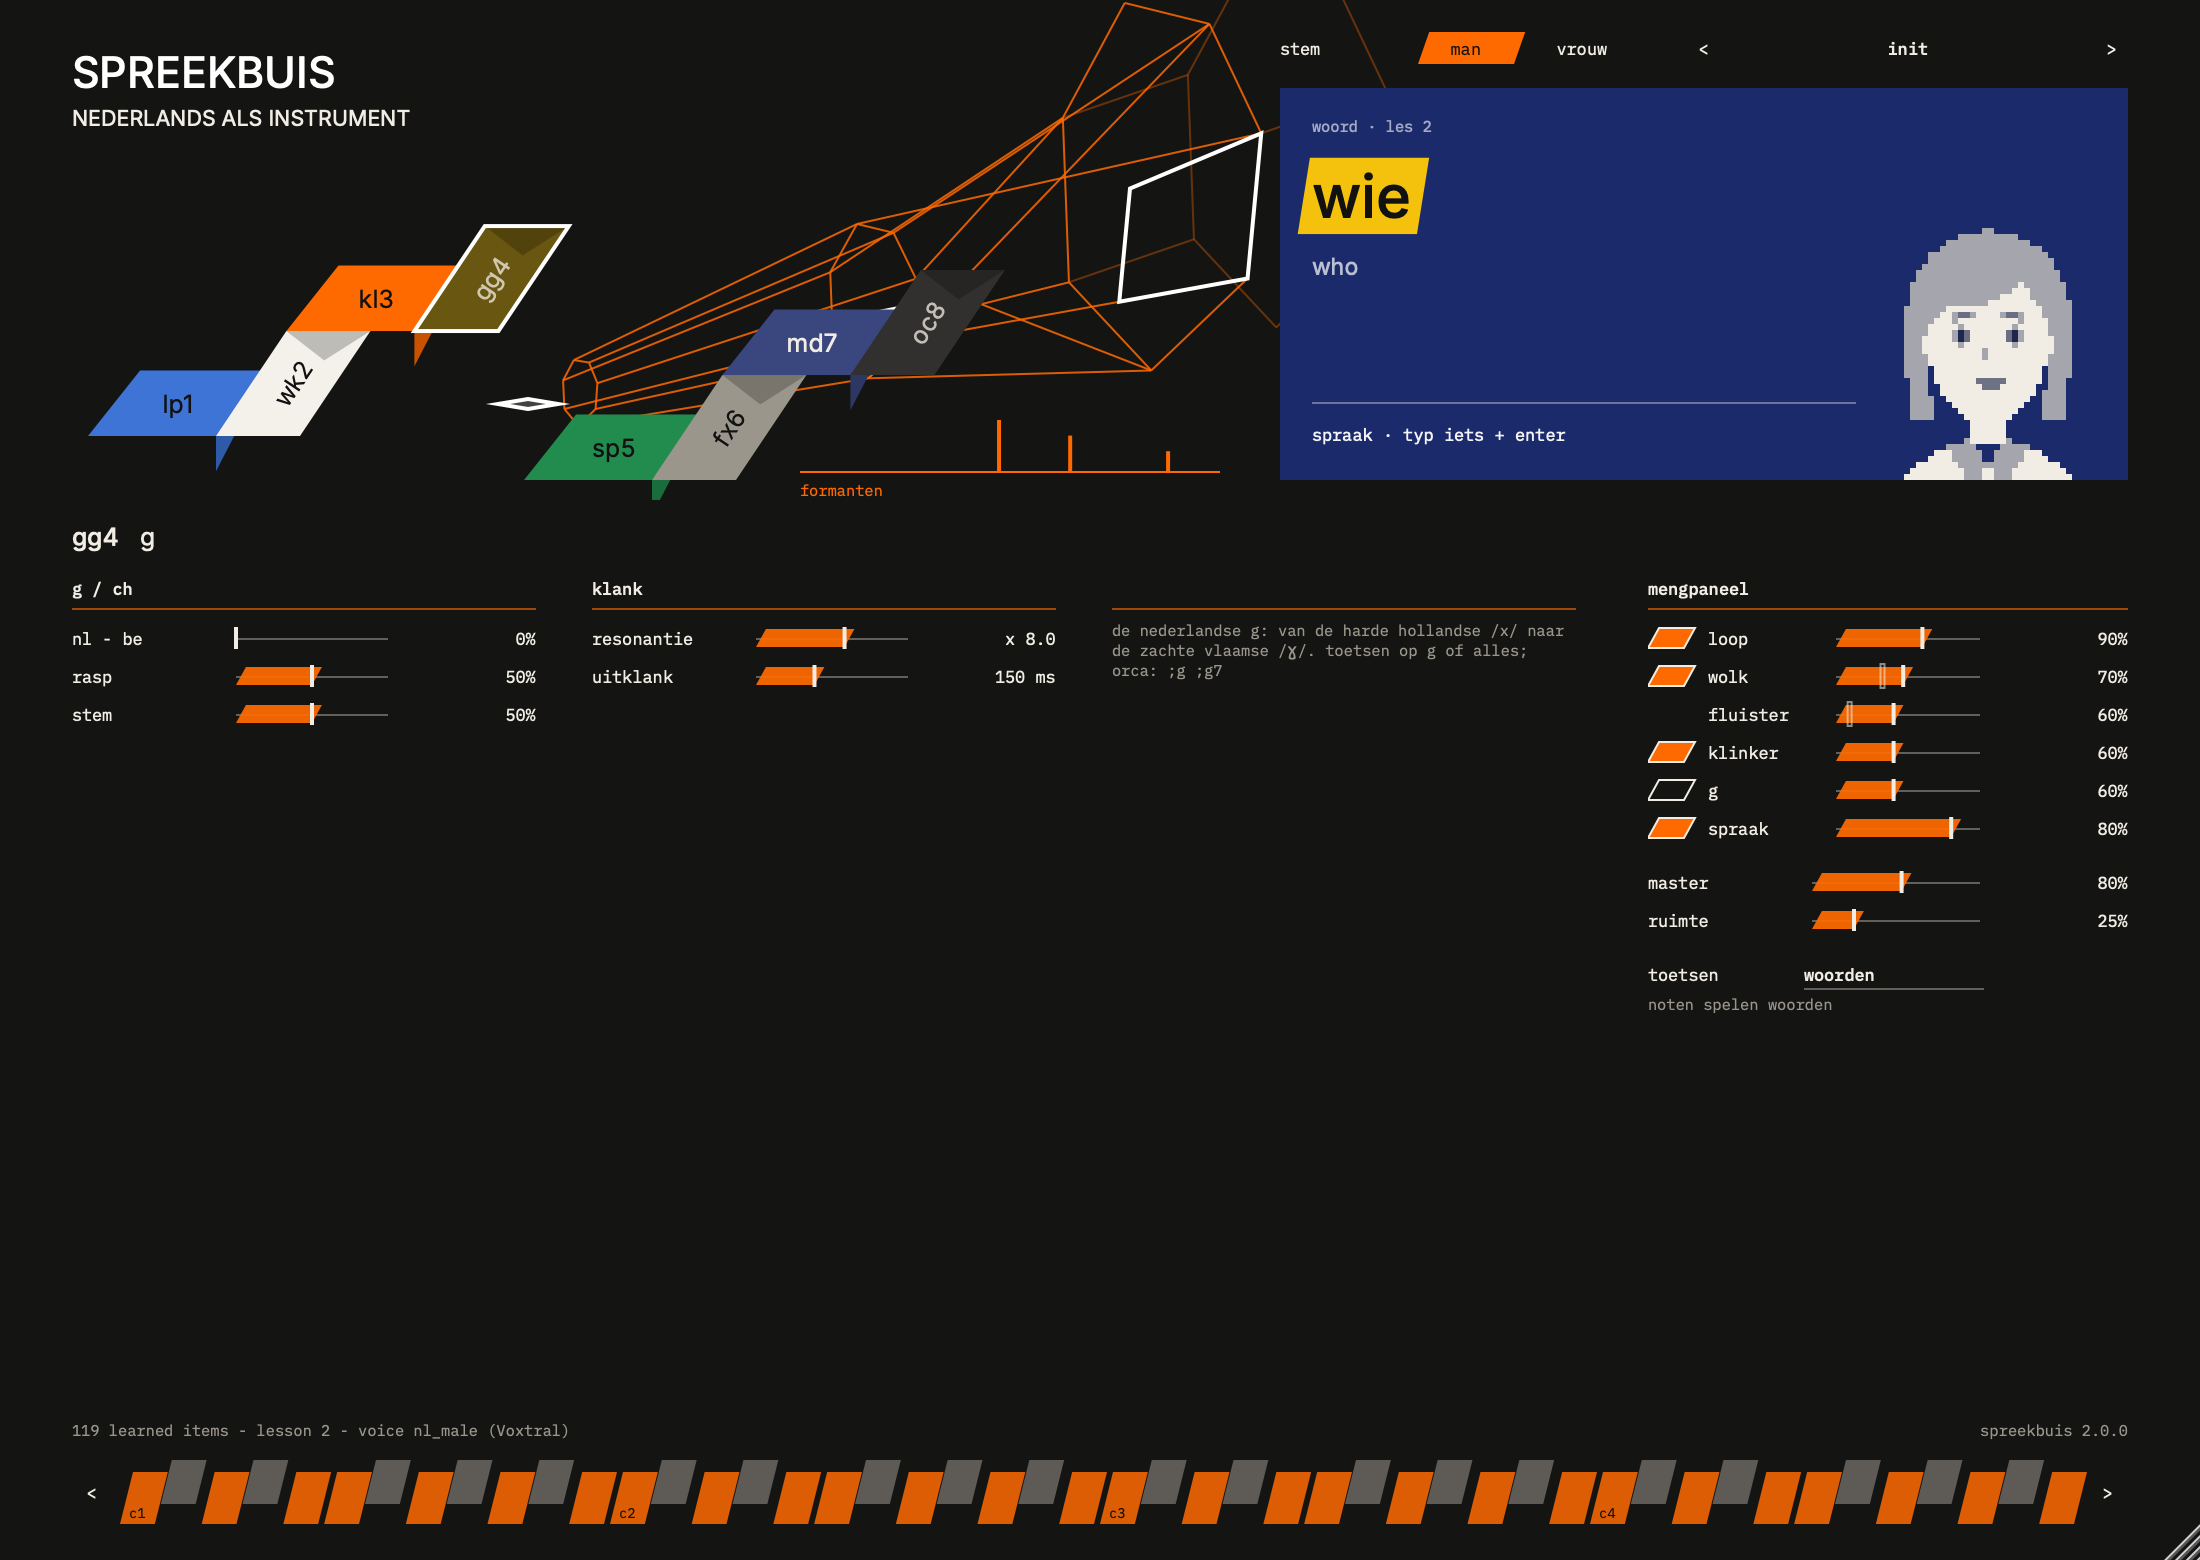 SPREEKBUIS
NEDERLANDS ALS INSTRUMENT
stem man vrouw < init >
woord · les 2
wie
who
spraak · typ iets + enter
lp1
wk2
kl3
gg4
sp5
fx6
md7
oc8
formanten
gg4 g
g / ch
nl - be 0%
rasp 50%
stem 50%
klank
resonantie x 8.0
uitklank 150 ms
de nederlandse g: van de harde hollandse /x/ naar
de zachte vlaamse /ɣ/. toetsen op g of alles;
orca: ;g ;g7
mengpaneel
loop 90%
wolk 70%
fluister 60%
klinker 60%
g 60%
spraak 80%
master 80%
ruimte 25%
toetsen woorden
noten spelen woorden
119 learned items - lesson 2 - voice nl_male (Voxtral)
spreekbuis 2.0.0
< c1 c2 c3 c4 >